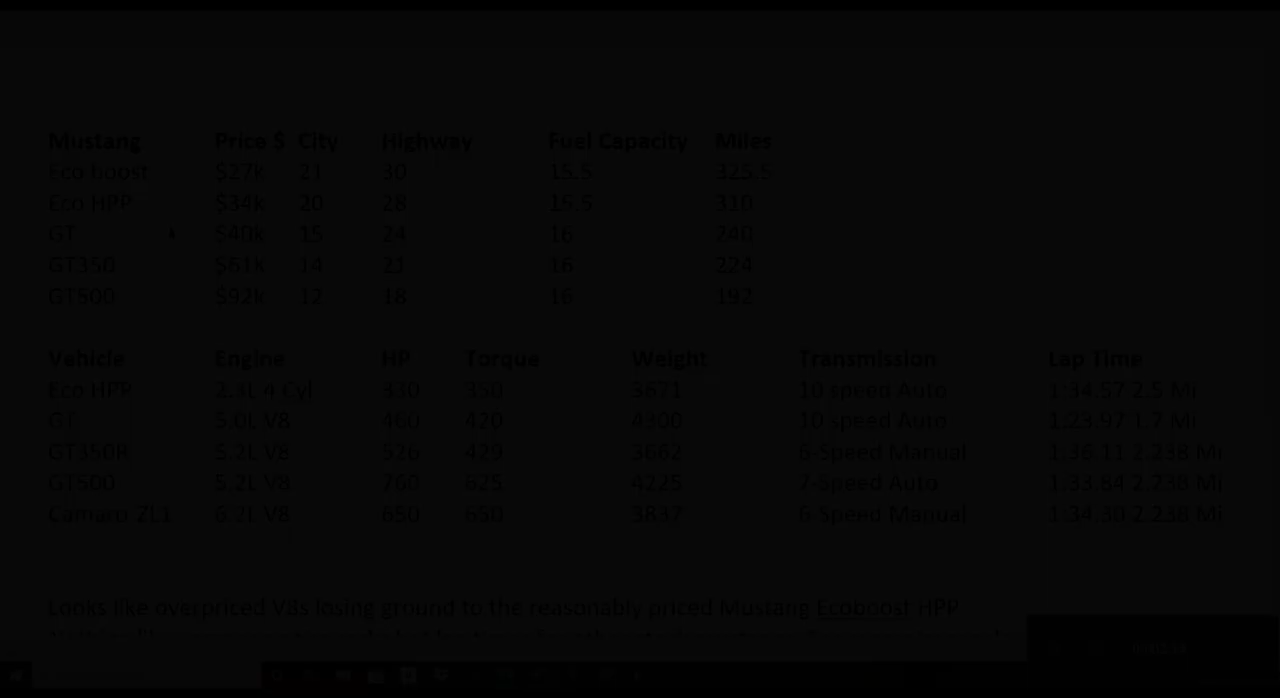 Mustang Price $ City Highway Fuel Capacity Miles
Eco boost $27k 21 30 15.5 325.5
Eco HPP $34k 20 28 15.5 310
GT $40k 15 24 16 240
GT350 $61k 14 21 16 224
GT500 $92k 12 18 16 192
Vehicle Engine HP Torque Weight Transmission Lap Time
Eco HPP 2.3L 4 Cyl 330 350 3671 10 speed Auto 1:34.57 2.5 Mi
GT 5.0L V8 460 420 4300 10 speed Auto 1:23.97 1.7 Mi
GT350R 5.2L V8 526 429 3662 6-Speed Manual 1:36.11 2.238 Mi
GT500 5.2L V8 760 625 4225 7-Speed Auto 1:33.84 2.238 Mi
Camaro ZL1 6.2L V8 650 650 3837 6-Speed Manual 1:34.30 2.238 Mi
Looks like overpriced V8s losing ground to the reasonably priced Mustang Ecoboost HPP